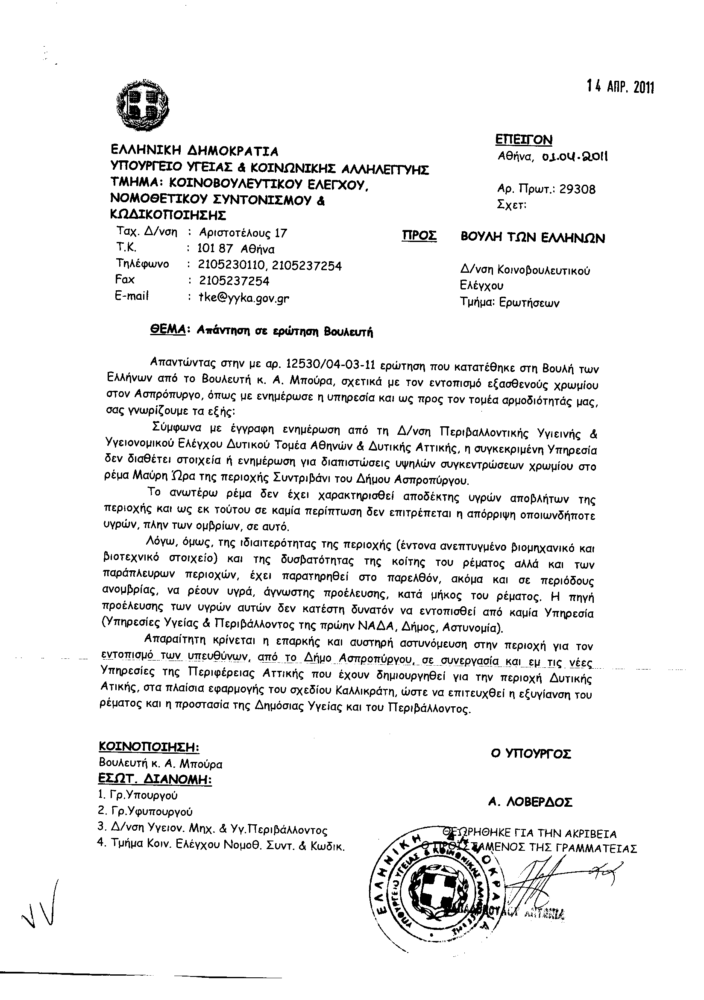 14 ΑΠΡ. 2011
ΕΠΕΙΓΟΝ
Αθήνα, 01.04.2011
Αρ. Πρωτ.: 29308
Σχετ:
ΕΛΛΗΝΙΚΗ ΔΗΜΟΚΡΑΤΙΑ
ΥΠΟΥΡΓΕΙΟ ΥΓΕΙΑΣ & ΚΟΙΝΩΝΙΚΗΣ ΑΛΛΗΛΕΓΓΥΗΣ
ΤΜΗΜΑ: ΚΟΙΝΟΒΟΥΛΕΥΤΙΚΟΥ ΕΛΕΓΧΟΥ,
ΝΟΜΟΘΕΤΙΚΟΥ ΣΥΝΤΟΝΙΣΜΟΥ &
ΚΩΔΙΚΟΠΟΙΗΣΗΣ
Ταχ. Δ/νση : Αριστοτέλους 17
Τ.Κ. : 101 87 Αθήνα
Τηλέφωνο : 2105230110, 2105237254
Fax : 2105237254
E-mail : tke@yyka.gov.gr
ΠΡΟΣ ΒΟΥΛΗ ΤΩΝ ΕΛΛΗΝΩΝ
Δ/νση Κοινοβουλευτικού
Ελέγχου
Τμήμα: Ερωτήσεων
ΘΕΜΑ: Απάντηση σε ερώτηση Βουλευτή
Απαντώντας στην με αρ. 12530/04-03-11 ερώτηση που κατατέθηκε στη Βουλή των
Ελλήνων από το Βουλευτή κ. Α. Μπούρα, σχετικά με τον εντοπισμό εξασθενούς χρωμίου
στον Ασπρόπυργο, όπως με ενημέρωσε η υπηρεσία και ως προς τον τομέα αρμοδιότητάς μας,
σας γνωρίζουμε τα εξής:
Σύμφωνα με έγγραφη ενημέρωση από τη Δ/νση Περιβαλλοντικής Υγιεινής &
Υγειονομικού Ελέγχου Δυτικού Τομέα Αθηνών & Δυτικής Αττικής, η συγκεκριμένη Υπηρεσία
δεν διαθέτει στοιχεία ή ενημέρωση για διαπιστώσεις υψηλών συγκεντρώσεων χρωμίου στο
ρέμα Μαύρη Ώρα της περιοχής Συντριβάνι του Δήμου Ασπροπύργου.
Το ανωτέρω ρέμα δεν έχει χαρακτηρισθεί αποδέκτης υγρών αποβλήτων της
περιοχής και ως εκ τούτου σε καμία περίπτωση δεν επιτρέπεται η απόρριψη οποιωνδήποτε
υγρών, πλην των ομβρίων, σε αυτό.
Λόγω, όμως, της ιδιαιτερότητας της περιοχής (έντονα ανεπτυγμένο βιομηχανικό και
βιοτεχνικό στοιχείο) και της δυσβατότητας της κοίτης του ρέματος αλλά και των
παράπλευρων περιοχών, έχει παρατηρηθεί στο παρελθόν, ακόμα και σε περιόδους
ανομβρίας, να ρέουν υγρά, άγνωστης προέλευσης, κατά μήκος του ρέματος. Η πηγή
προέλευσης των υγρών αυτών δεν κατέστη δυνατόν να εντοπισθεί από καμία Υπηρεσία
(Υπηρεσίες Υγείας & Περιβάλλοντος της πρώην ΝΑΔΑ, Δήμος, Αστυνομία).
Απαραίτητη κρίνεται η επαρκής και αυστηρή αστυνόμευση στην περιοχή για τον
εντοπισμό των υπευθύνων, από το Δήμο Ασπροπύργου, σε συνεργασία και εμ τις νέες
Υπηρεσίες της Περιφέρειας Αττικής που έχουν δημιουργηθεί για την περιοχή Δυτικής
Ατικής, στα πλαίσια εφαρμογής του σχεδίου Καλλικράτη, ώστε να επιτευχθεί η εξυγίανση του
ρέματος και η προστασία της Δημόσιας Υγείας και του Περιβάλλοντος.
ΚΟΙΝΟΠΟΙΗΣΗ:
Βουλευτή κ. Α. Μπούρα
ΕΣΩΤ. ΔΙΑΝΟΜΗ:
1. Γρ.Υπουργού
2. Γρ.Υφυπουργού
3. Δ/νση Υγειον. Μηχ. & Υγ.Περιβάλλοντος
4. Τμήμα Κοιν. Ελέγχου Νομοθ. Συντ. & Κωδικ.
Ο ΥΠΟΥΡΓΟΣ
Α. ΛΟΒΕΡΔΟΣ
ΘΕΩΡΗΘΗΚΕ ΓΙΑ ΤΗΝ ΑΚΡΙΒΕΙΑ
Ο ΠΡΟΪΣΤΑΜΕΝΟΣ ΤΗΣ ΓΡΑΜΜΑΤΕΙΑΣ
ΕΛΛΗΝΙΚΗ ΔΗΜΟΚΡΑΤΙΑ
ΥΠΟΥΡΓΕΙΟ ΥΓΕΙΑΣ & ΚΟΙΝΩΝΙΚΗΣ ΑΛΛΗΛΕΓΓΥΗΣ
ΑΝΤΩΝΙΑ